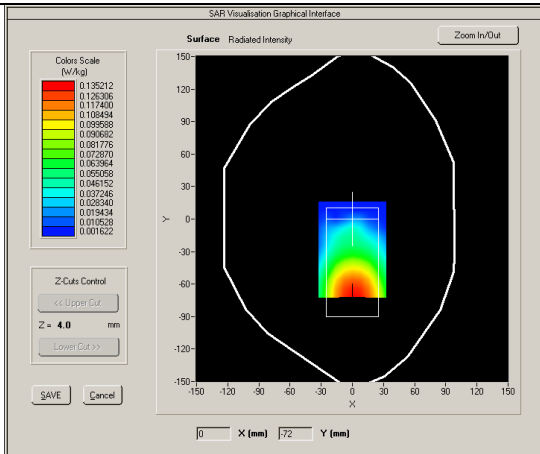 SAR Visualisation Graphical Interface
Surface Radiated Intensity
Zoom In/Out
Colors Scale
(W/kg)
0.135212
0.126306
0.117400
0.108494
0.099588
0.090682
0.081776
0.072870
0.063964
0.055058
0.046152
0.037246
0.028340
0.019434
0.010528
0.001622
Z-Cuts Control
<< Upper Cut
Z = 4.0 mm
Lower Cut >>
SAVE Cancel
150-
120-
90-
60-
30-
0-
-30-
-60-
-90-
-120-
-150-
Y
-150 -120 -90 -60 -30 0 30 60 90 120 150
X
0 X (mm) -72 Y (mm)